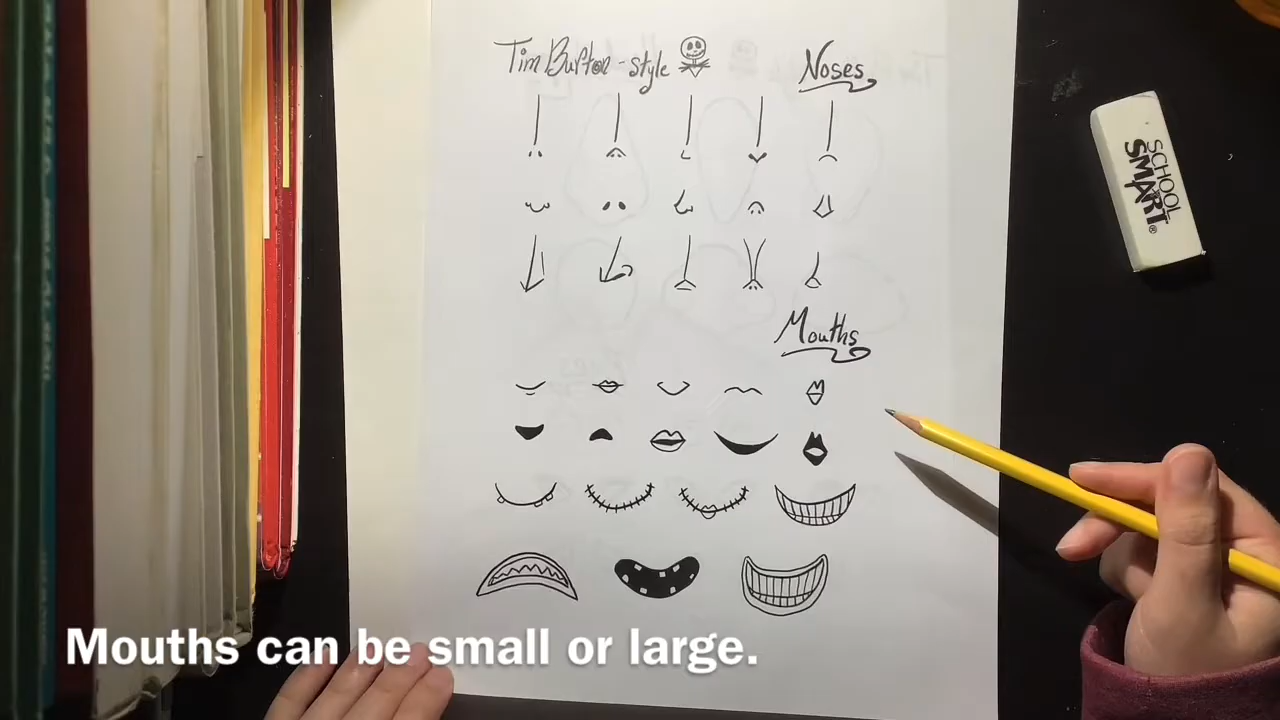 Tim Burton-style
Noses
SCHOOL
SMART®
Mouths
Mouths can be small or large.